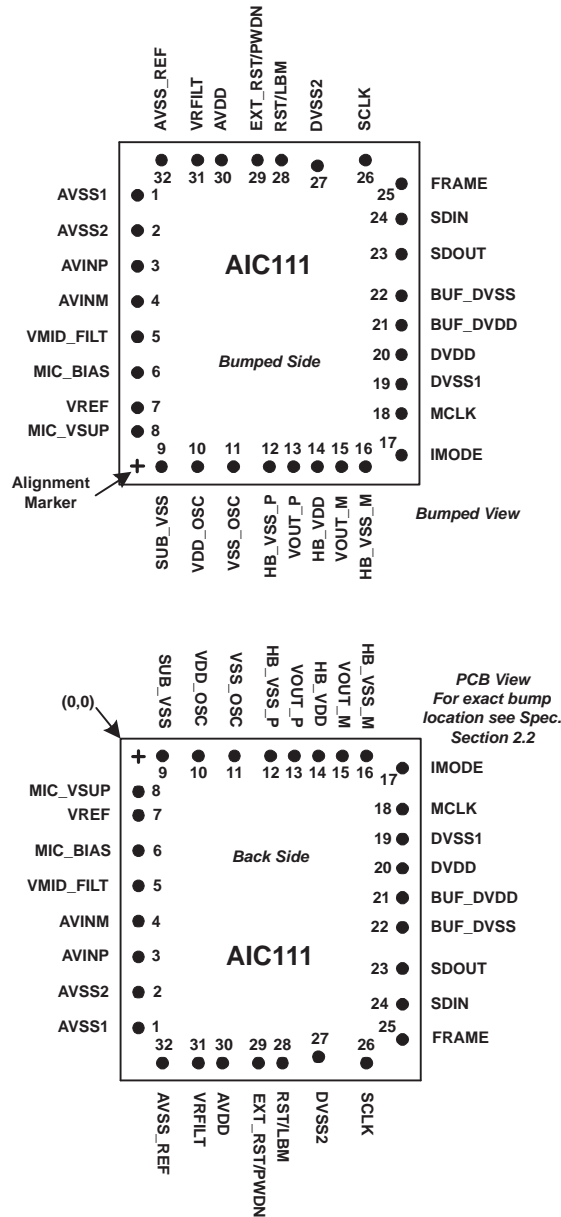 AVSS_REF
VRFILT
AVDD
EXT_RST/PWDN
RST/LBM
DVSS2
SCLK
32 31 30 29 28 27 26
AVSS1 1
AVSS2 2
AVINP 3
AVINM 4
VMID_FILT 5
MIC_BIAS 6
VREF 7
MIC_VSUP 8
AIC111
Bumped Side
25 FRAME
24 SDIN
23 SDOUT
22 BUF_DVSS
21 BUF_DVDD
20 DVDD
19 DVSS1
18 MCLK
17 IMODE
9 10 11 12 13 14 15 16
+
Alignment
Marker
SUB_VSS
VDD_OSC
VSS_OSC
HB_VSS_P
VOUT_P
HB_VDD
VOUT_M
HB_VSS_M
Bumped View
SUB_VSS
VDD_OSC
VSS_OSC
HB_VSS_P
VOUT_P
HB_VDD
VOUT_M
HB_VSS_M
PCB View
For exact bump
location see Spec.
Section 2.2
(0,0)
+
9 10 11 12 13 14 15 16
MIC_VSUP 8
VREF 7
MIC_BIAS 6
VMID_FILT 5
AVINM 4
AVINP 3
AVSS2 2
AVSS1 1
Back Side
AIC111
17 IMODE
18 MCLK
19 DVSS1
20 DVDD
21 BUF_DVDD
22 BUF_DVSS
23 SDOUT
24 SDIN
25 FRAME
32 31 30 29 28 27 26
AVSS_REF
VRFILT
AVDD
EXT_RST/PWDN
RST/LBM
DVSS2
SCLK